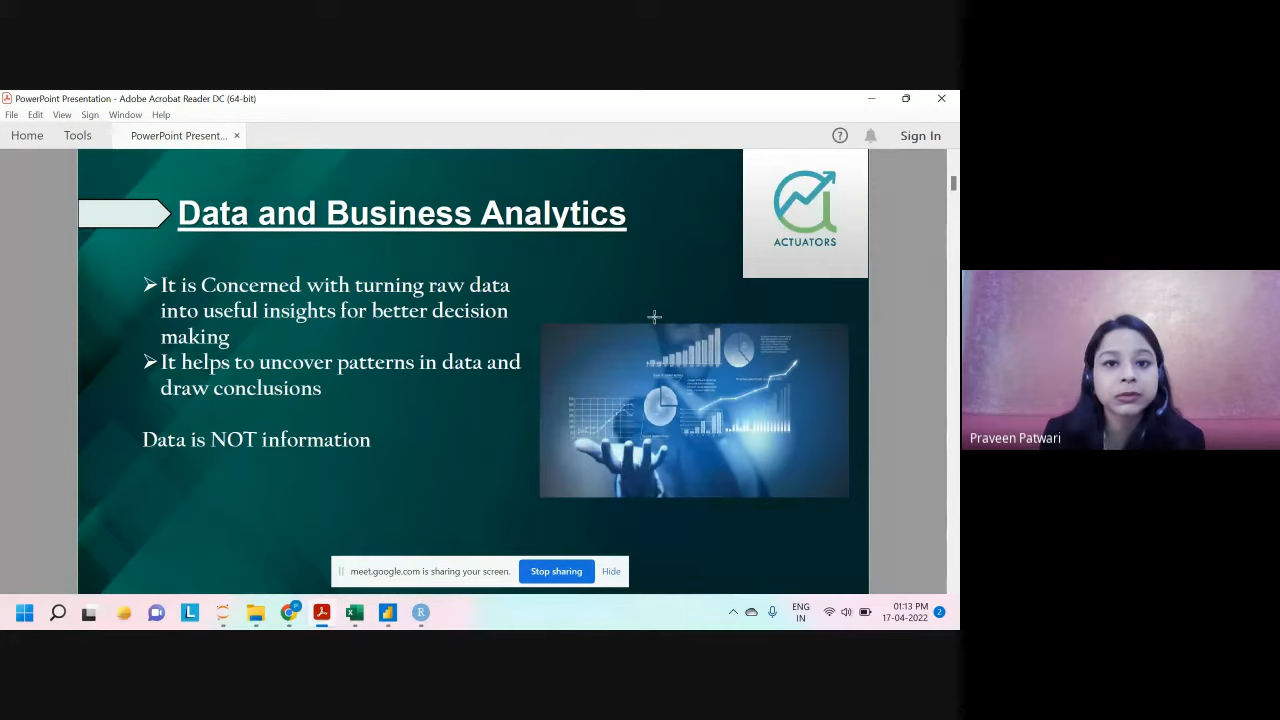 PowerPoint Presentation - Adobe Acrobat Reader DC (64-bit)
File Edit View Sign Window Help
Home Tools PowerPoint Present... × Sign In
Data and Business Analytics
ACTUATORS
➢It is Concerned with turning raw data
into useful insights for better decision
making
➢It helps to uncover patterns in data and
draw conclusions
Data is NOT information
Praveen Patwari
meet.google.com is sharing your screen. Stop sharing Hide
ENG
IN
01:13 PM
17-04-2022
2